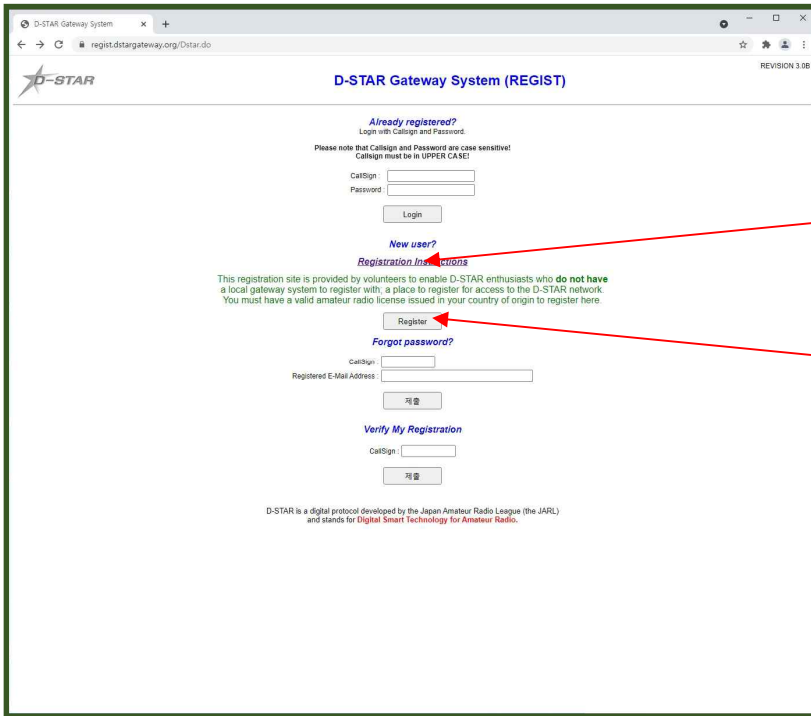 D-STAR Gateway System
regist.dstargateway.org/Dstar.do
REVISION 3.0B
D-STAR
D-STAR Gateway System (REGIST)
Already registered?
Login with Callsign and Password.
Please note that Callsign and Password are case sensitive!
Callsign must be in UPPER CASE!
CallSign :
Password :
Login
New user?
Registration Instructions
This registration site is provided by volunteers to enable D-STAR enthusiasts who do not have
a local gateway system to register with, a place to register for access to the D-STAR network.
You must have a valid amateur radio license issued in your country of origin to register here.
Register
Forgot password?
CallSign :
Registered E-Mail Address :
제출
Verify My Registration
CallSign :
제출
D-STAR is a digital protocol developed by the Japan Amateur Radio League (the JARL)
and stands for Digital Smart Technology for Amateur Radio.